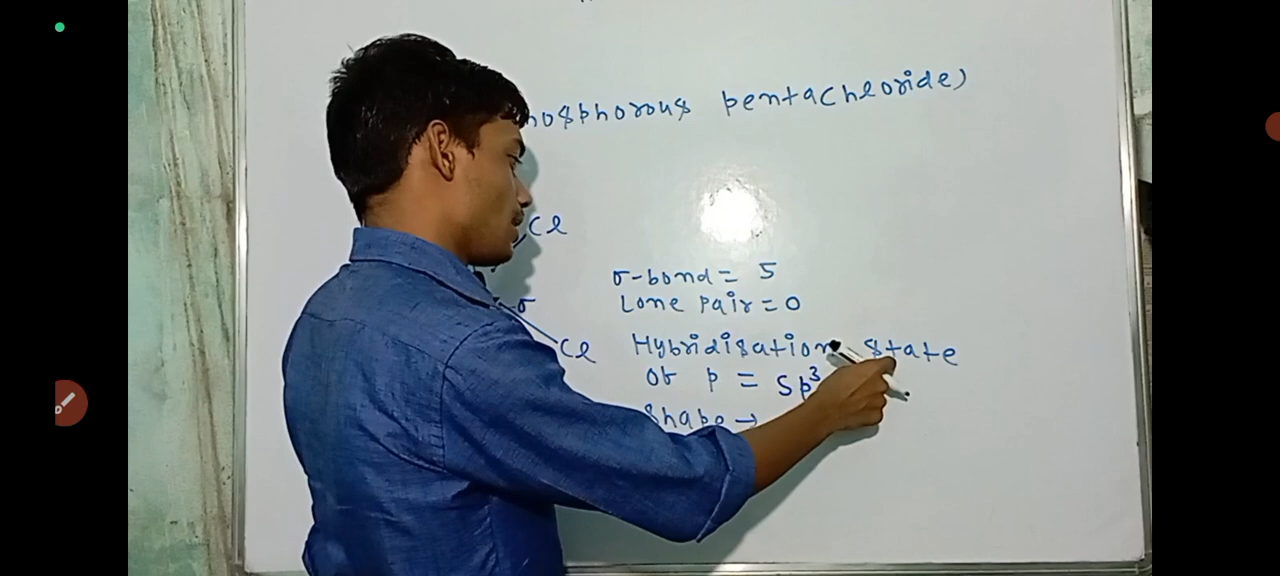 hosphorous pentachloride)
Cl
σ-bond = 5
Lone pair = 0
σ
Cl Hybridisation state
of p = Sp³
Shape →